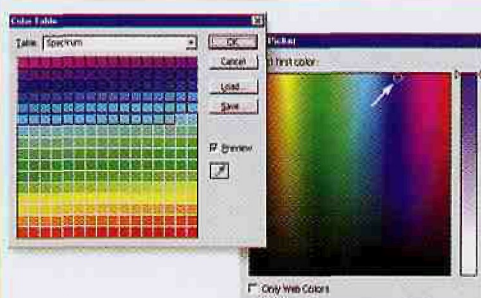 Color Table
Table: Spectrum
OK
Cancel
Load...
Save...
Preview
Picker
first color:
Only Web Colors